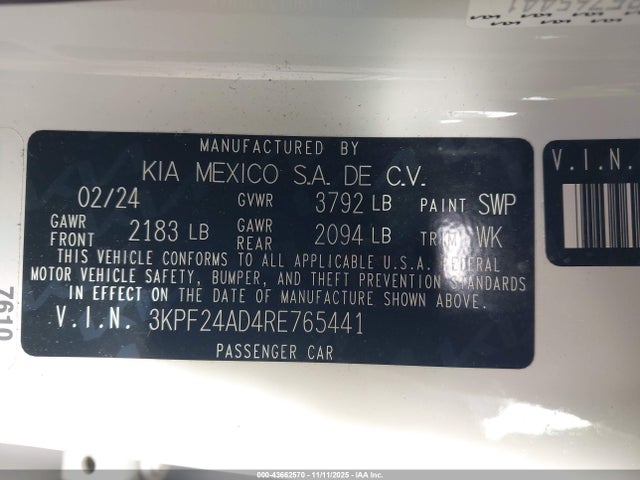 MANUFACTURED BY
KIA MEXICO S.A. DE C.V.
02/24 GVWR 3792 LB PAINT SWP
GAWR FRONT 2183 LB GAWR REAR 2094 LB TRIM WK
THIS VEHICLE CONFORMS TO ALL APPLICABLE U.S.A. FEDERAL
MOTOR VEHICLE SAFETY, BUMPER, AND THEFT PREVENTION STANDARDS
IN EFFECT ON THE DATE OF MANUFACTURE SHOWN ABOVE.
V.I.N. 3KPF24AD4RE765441
PASSENGER CAR
V.I.N.
7610
000-43662570 - 11/11/2025 - IAA Inc.